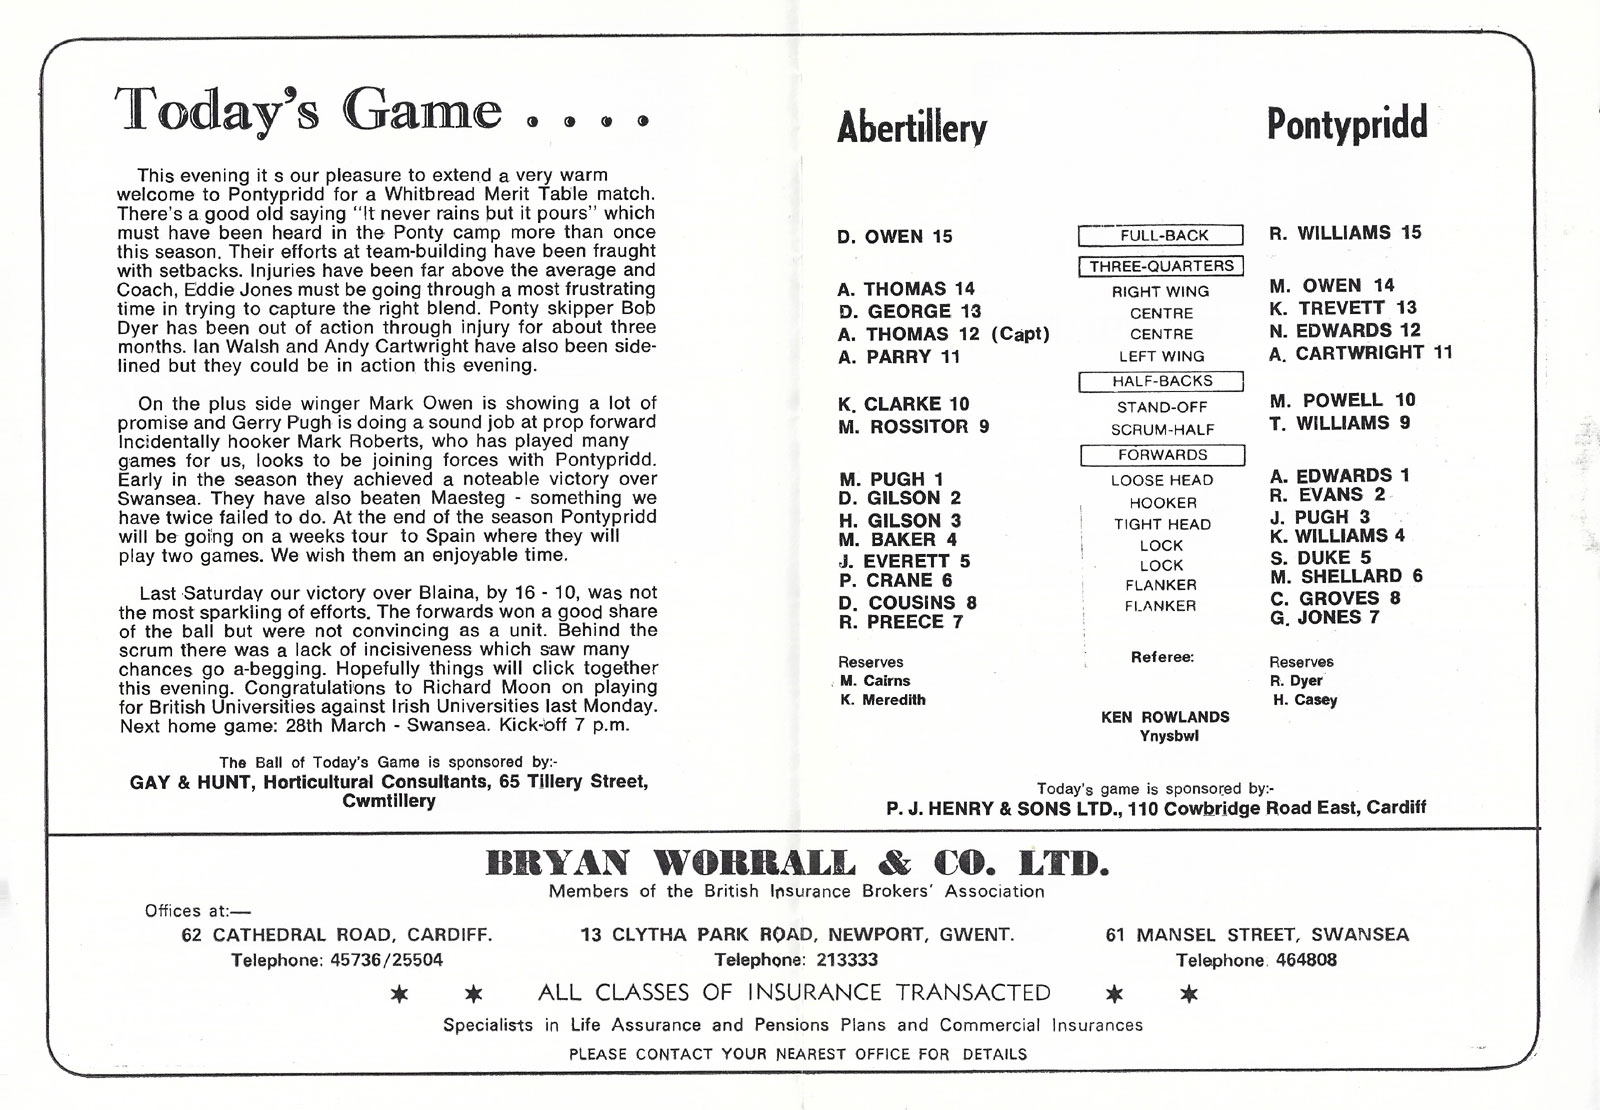 Today's Game . . . .
This evening it s our pleasure to extend a very warm
welcome to Pontypridd for a Whitbread Merit Table match.
There's a good old saying "It never rains but it pours" which
must have been heard in the Ponty camp more than once
this season. Their efforts at team-building have been fraught
with setbacks. Injuries have been far above the average and
Coach, Eddie Jones must be going through a most frustrating
time in trying to capture the right blend. Ponty skipper Bob
Dyer has been out of action through injury for about three
months. Ian Walsh and Andy Cartwright have also been side-
lined but they could be in action this evening.
On the plus side winger Mark Owen is showing a lot of
promise and Gerry Pugh is doing a sound job at prop forward
Incidentally hooker Mark Roberts, who has played many
games for us, looks to be joining forces with Pontypridd.
Early in the season they achieved a noteable victory over
Swansea. They have also beaten Maesteg - something we
have twice failed to do. At the end of the season Pontypridd
will be going on a weeks tour to Spain where they will
play two games. We wish them an enjoyable time.
Last Saturday our victory over Blaina, by 16 - 10, was not
the most sparkling of efforts. The forwards won a good share
of the ball but were not convincing as a unit. Behind the
scrum there was a lack of incisiveness which saw many
chances go a-begging. Hopefully things will click together
this evening. Congratulations to Richard Moon on playing
for British Universities against Irish Universities last Monday.
Next home game: 28th March - Swansea. Kick-off 7 p.m.
The Ball of Today's Game is sponsored by:-
GAY & HUNT, Horticultural Consultants, 65 Tillery Street,
Cwmtillery
Abertillery Pontypridd
D. OWEN 15 FULL-BACK R. WILLIAMS 15
THREE-QUARTERS
A. THOMAS 14 RIGHT WING M. OWEN 14
D. GEORGE 13 CENTRE K. TREVETT 13
A. THOMAS 12 (Capt) CENTRE N. EDWARDS 12
A. PARRY 11 LEFT WING A. CARTWRIGHT 11
HALF-BACKS
K. CLARKE 10 STAND-OFF M. POWELL 10
M. ROSSITOR 9 SCRUM-HALF T. WILLIAMS 9
FORWARDS
M. PUGH 1 LOOSE HEAD A. EDWARDS 1
D. GILSON 2 HOOKER R. EVANS 2
H. GILSON 3 TIGHT HEAD J. PUGH 3
M. BAKER 4 LOCK K. WILLIAMS 4
J. EVERETT 5 LOCK S. DUKE 5
P. CRANE 6 FLANKER M. SHELLARD 6
D. COUSINS 8 FLANKER C. GROVES 8
R. PREECE 7 G. JONES 7
Reserves Referee: Reserves
M. Cairns R. Dyer
K. Meredith H. Casey
KEN ROWLANDS
Ynysbwl
Today's game is sponsored by:-
P. J. HENRY & SONS LTD., 110 Cowbridge Road East, Cardiff
BRYAN WORRALL & CO. LTD.
Members of the British Insurance Brokers' Association
Offices at:—
62 CATHEDRAL ROAD, CARDIFF. 13 CLYTHA PARK ROAD, NEWPORT, GWENT. 61 MANSEL STREET, SWANSEA
Telephone: 45736/25504 Telephone: 213333 Telephone. 464808
★ ★ ALL CLASSES OF INSURANCE TRANSACTED ★ ★
Specialists in Life Assurance and Pensions Plans and Commercial Insurances
PLEASE CONTACT YOUR NEAREST OFFICE FOR DETAILS